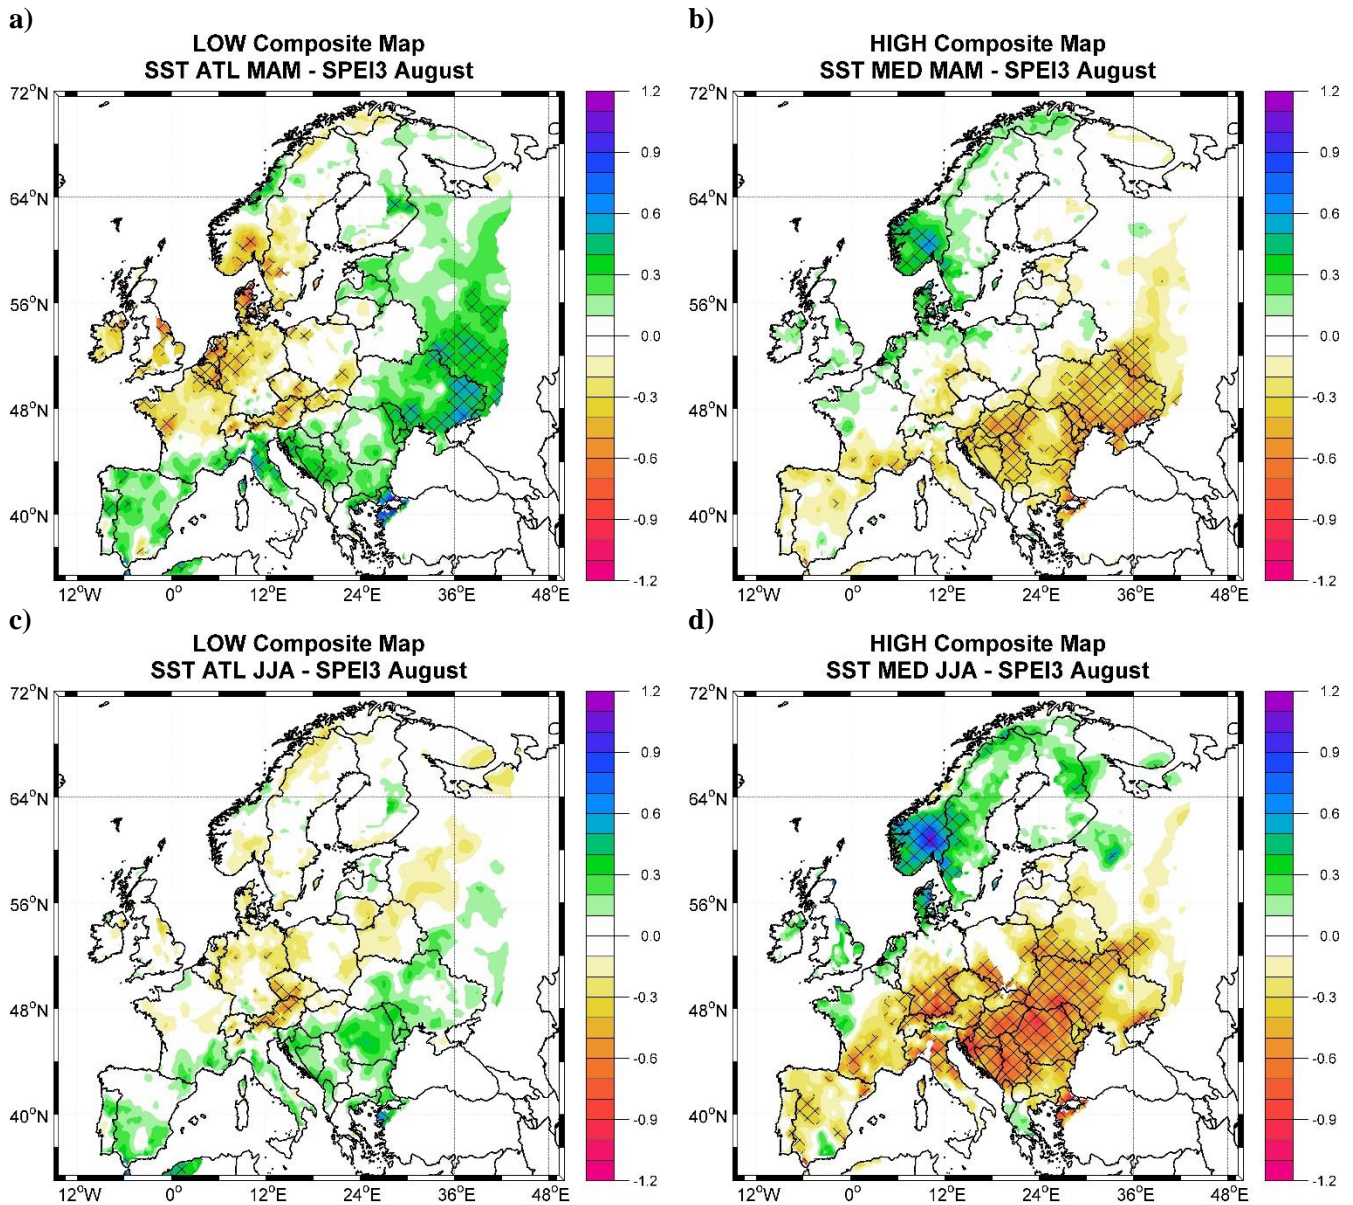 a)
LOW Composite Map
SST ATL MAM - SPEI3 August
72°N
64°N
56°N
48°N
40°N
12°W 0° 12°E 24°E 36°E 48°E
1.2
0.9
0.6
0.3
0.0
-0.3
-0.6
-0.9
-1.2
b)
HIGH Composite Map
SST MED MAM - SPEI3 August
72°N
64°N
56°N
48°N
40°N
12°W 0° 12°E 24°E 36°E 48°E
1.2
0.9
0.6
0.3
0.0
-0.3
-0.6
-0.9
-1.2
c)
LOW Composite Map
SST ATL JJA - SPEI3 August
72°N
64°N
56°N
48°N
40°N
12°W 0° 12°E 24°E 36°E 48°E
1.2
0.9
0.6
0.3
0.0
-0.3
-0.6
-0.9
-1.2
d)
HIGH Composite Map
SST MED JJA - SPEI3 August
72°N
64°N
56°N
48°N
40°N
12°W 0° 12°E 24°E 36°E 48°E
1.2
0.9
0.6
0.3
0.0
-0.3
-0.6
-0.9
-1.2